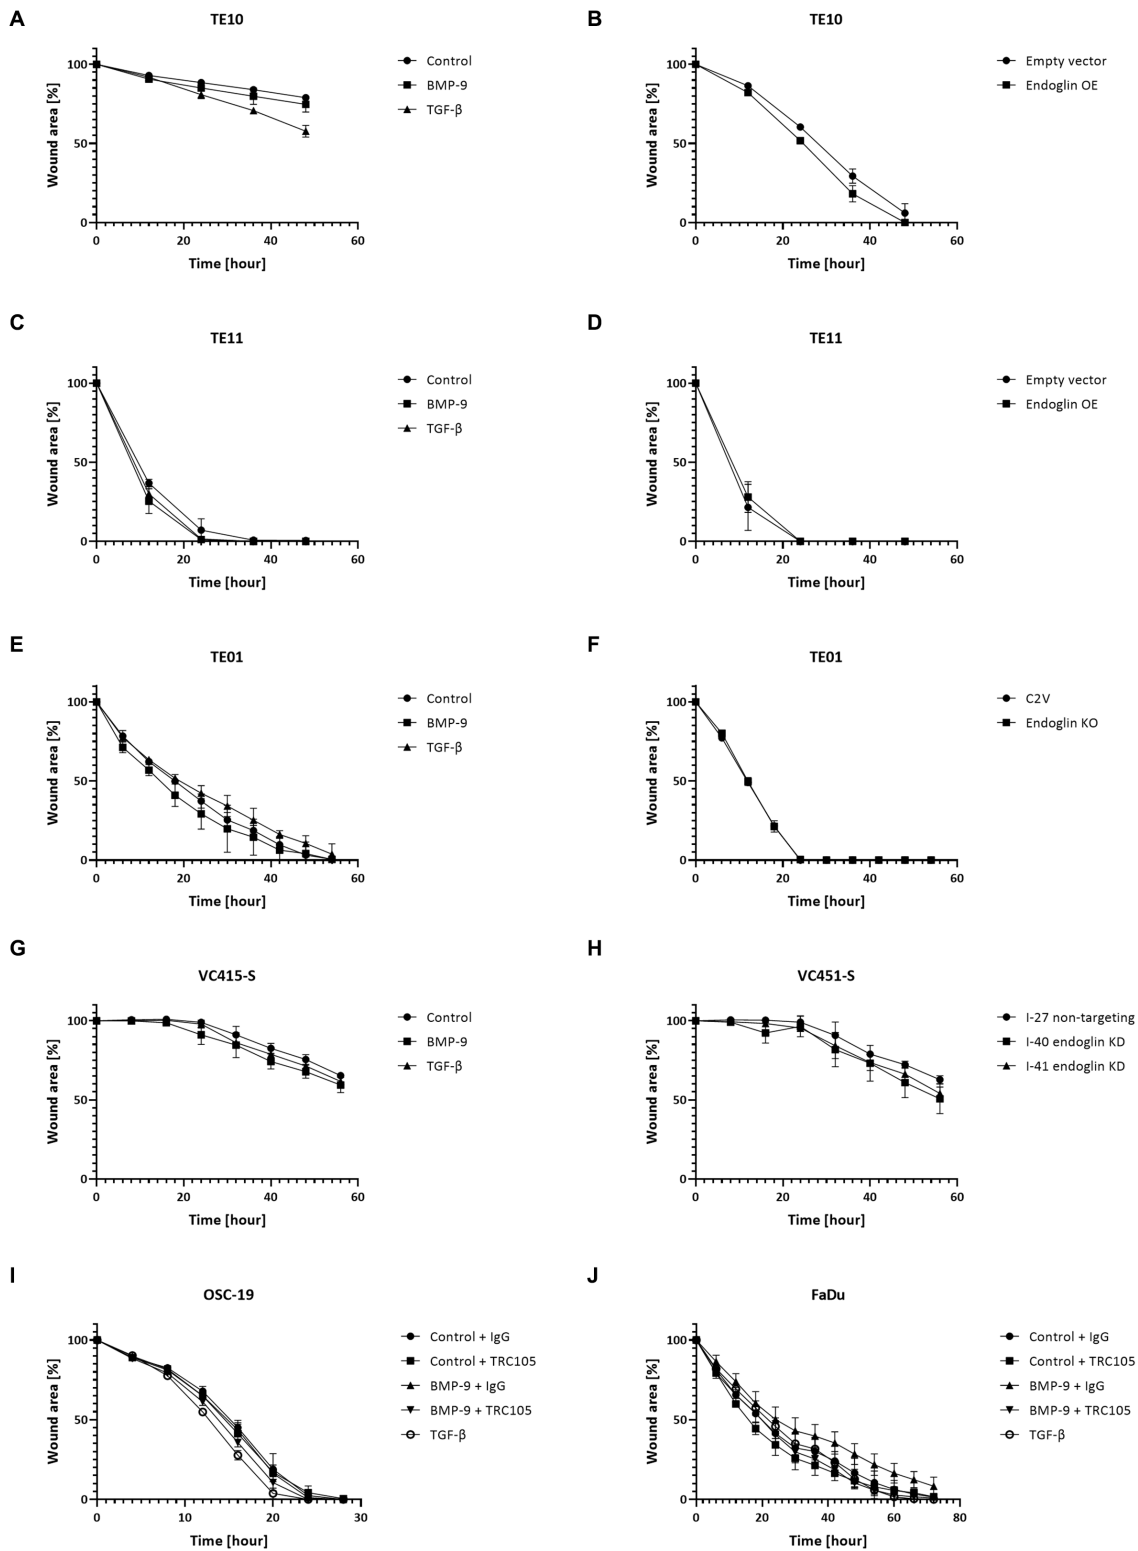 A
TE10
Wound area [%]
100
50
0
0 20 40 60
Time [hour]
Control
BMP-9
TGF-β
B
TE10
Wound area [%]
100
50
0
0 20 40 60
Time [hour]
Empty vector
Endoglin OE
C
TE11
Wound area [%]
100
50
0
0 20 40 60
Time [hour]
Control
BMP-9
TGF-β
D
TE11
Wound area [%]
100
50
0
0 20 40 60
Time [hour]
Empty vector
Endoglin OE
E
TE01
Wound area [%]
100
50
0
0 20 40 60
Time [hour]
Control
BMP-9
TGF-β
F
TE01
Wound area [%]
100
50
0
0 20 40 60
Time [hour]
C2V
Endoglin KO
G
VC415-S
Wound area [%]
100
50
0
0 20 40 60
Time [hour]
Control
BMP-9
TGF-β
H
VC451-S
Wound area [%]
100
50
0
0 20 40 60
Time [hour]
I-27 non-targeting
I-40 endoglin KD
I-41 endoglin KD
I
OSC-19
Wound area [%]
100
50
0
0 10 20 30
Time [hour]
Control + IgG
Control + TRC105
BMP-9 + IgG
BMP-9 + TRC105
TGF-β
J
FaDu
Wound area [%]
100
50
0
0 20 40 60 80
Time [hour]
Control + IgG
Control + TRC105
BMP-9 + IgG
BMP-9 + TRC105
TGF-β